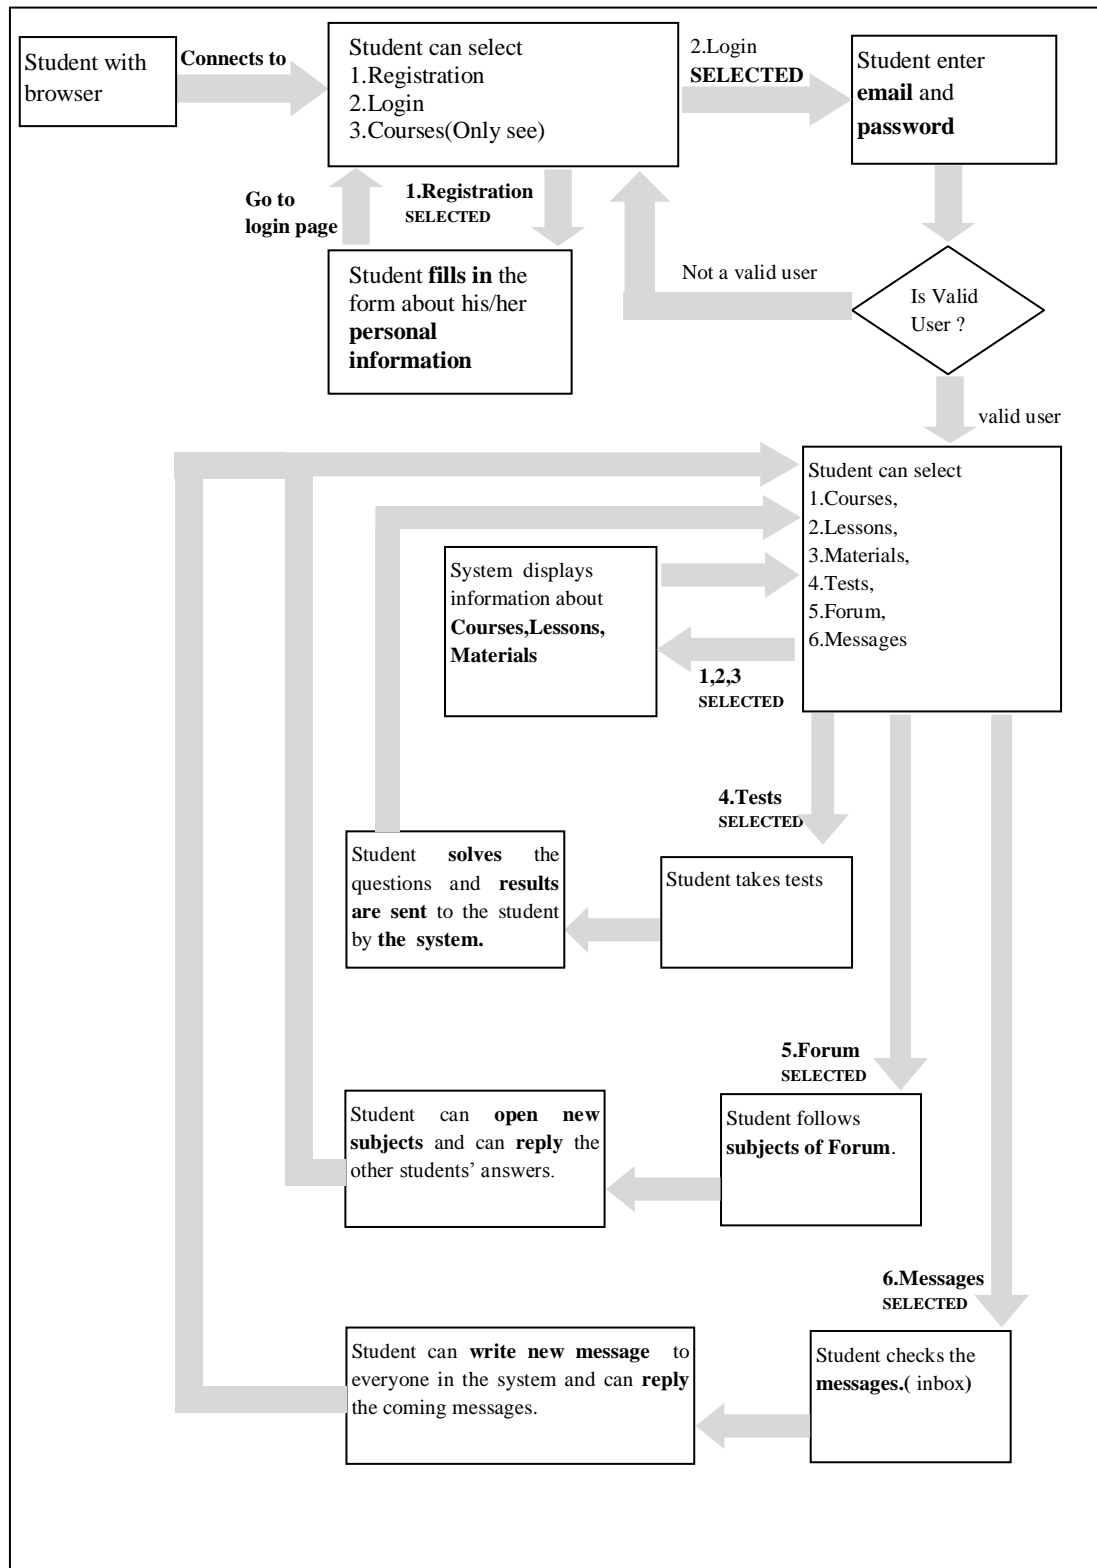 Student with
browser
Connects to
Student can select
1.Registration
2.Login
3.Courses(Only see)
2.Login
SELECTED
Student enter
email and
password
Go to
login page
1.Registration
SELECTED
Student fills in the
form about his/her
personal
information
Not a valid user
Is Valid
User ?
valid user
Student can select
1.Courses,
2.Lessons,
3.Materials,
4.Tests,
5.Forum,
6.Messages
System displays
information about
Courses,Lessons,
Materials
1,2,3
SELECTED
4.Tests
SELECTED
Student solves the
questions and results
are sent to the student
by the system.
Student takes tests
5.Forum
SELECTED
Student can open new
subjects and can reply the
other students’ answers.
Student follows
subjects of Forum.
6.Messages
SELECTED
Student can write new message to
everyone in the system and can reply
the coming messages.
Student checks the
messages.( inbox)